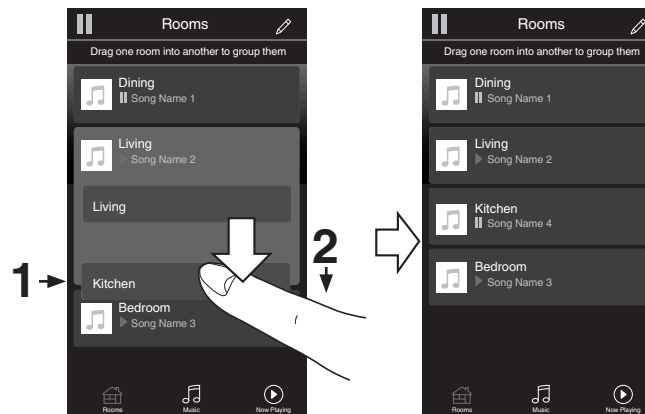 Rooms
Drag one room into another to group them
Dining
Song Name 1
Living
Song Name 2
Living
Kitchen
Bedroom
Song Name 3
Rooms
Music
Now Playing
1
2
Rooms
Drag one room into another to group them
Dining
Song Name 1
Living
Song Name 2
Kitchen
Song Name 4
Bedroom
Song Name 3
Rooms
Music
Now Playing